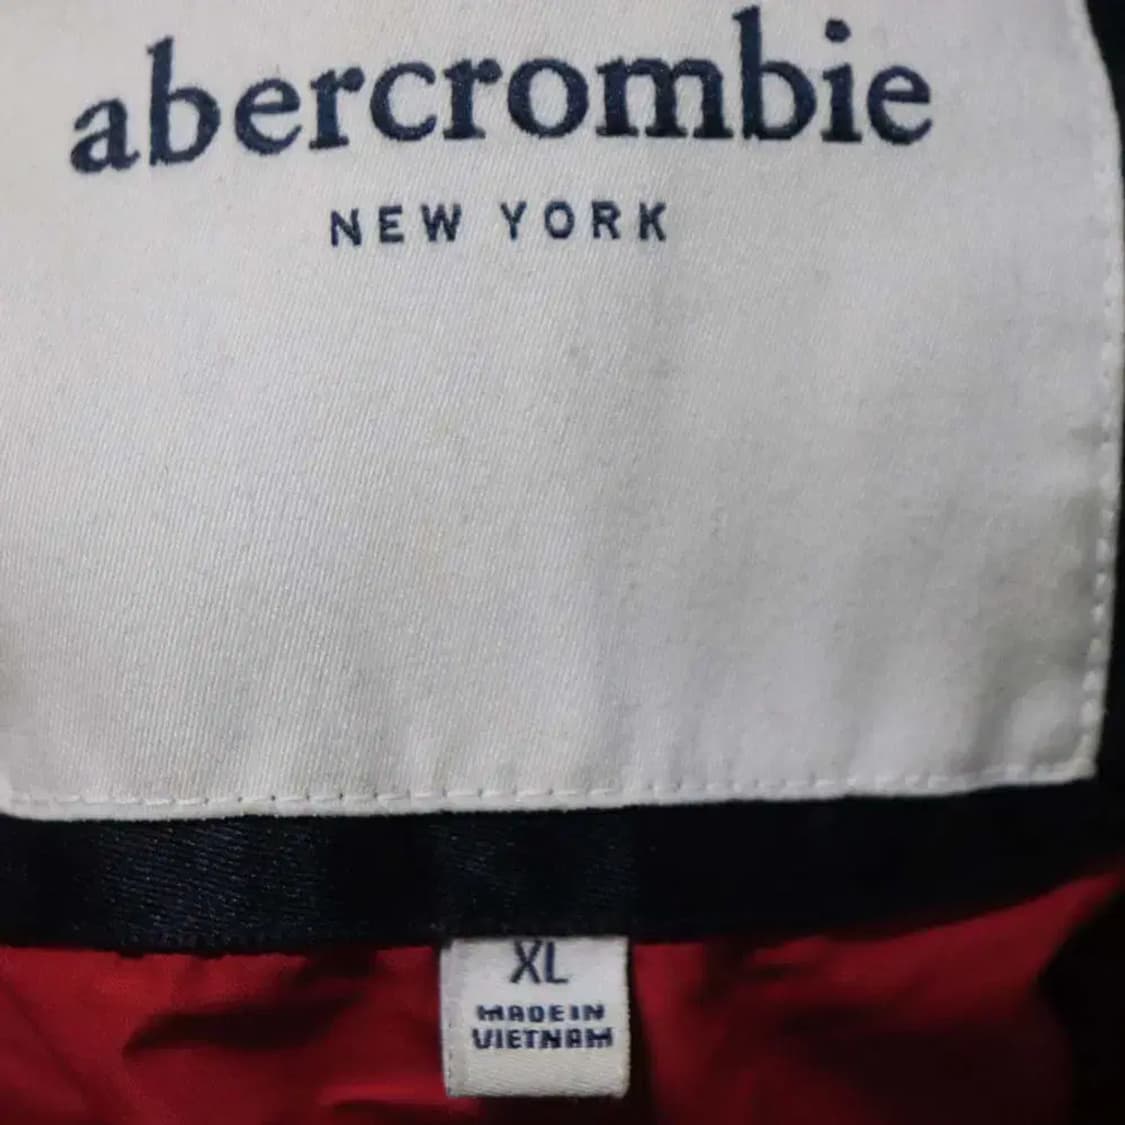 abercrombie
NEW YORK
XL
MADE IN
VIETNAM